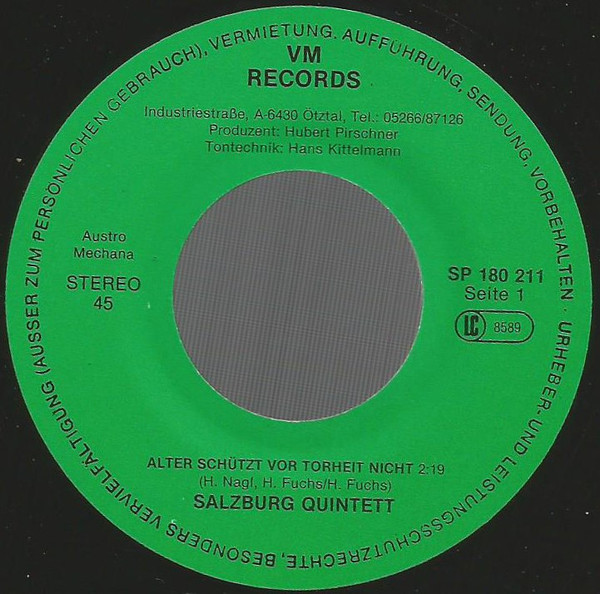 VM
RECORDS
Industriestraße, A-6430 Ötztal, Tel.: 05266/87126
Produzent: Hubert Pirschner
Tontechnik: Hans Kittelmann
Austro
Mechana
STEREO
45
SP 180 211
Seite 1
LC 8589
ALTER SCHÜTZT VOR TORHEIT NICHT 2:19
(H. Nagl, H. Fuchs/H. Fuchs)
SALZBURG QUINTETT
URHEBER- UND LEISTUNGSSCHUTZRECHTE, BESONDERS VERVIELFÄLTIGUNG (AUSSER ZUM PERSÖNLICHEN GEBRAUCH), VERMIETUNG, AUFFÜHRUNG, SENDUNG, VORBEHALTEN ·